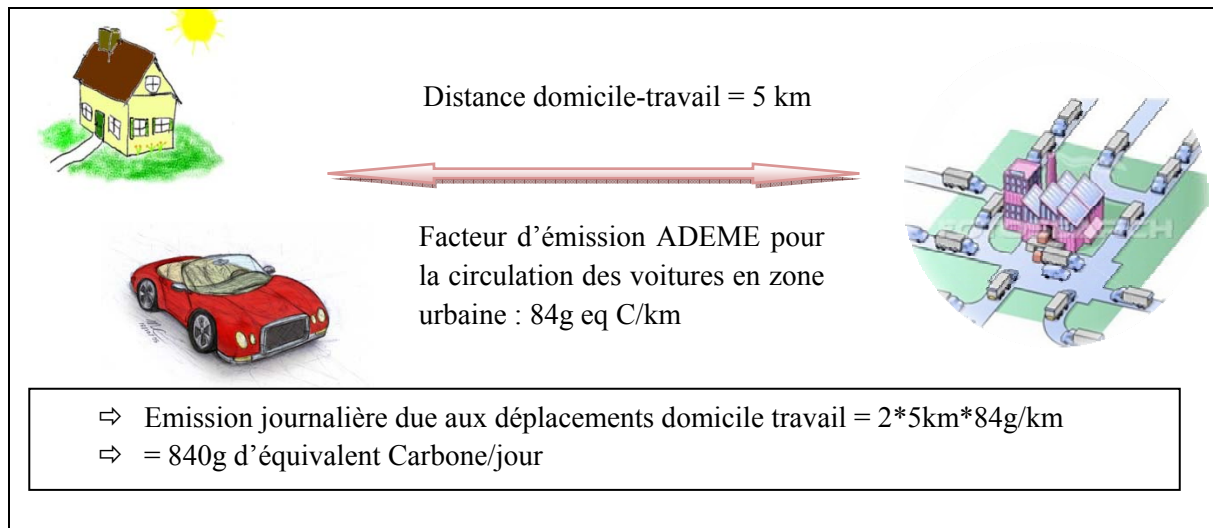 Distance domicile-travail = 5 km
Facteur d'émission ADEME pour
la circulation des voitures en zone
urbaine : 84g eq C/km
⇨ Emission journalière due aux déplacements domicile travail = 2*5km*84g/km
⇨ = 840g d'équivalent Carbone/jour